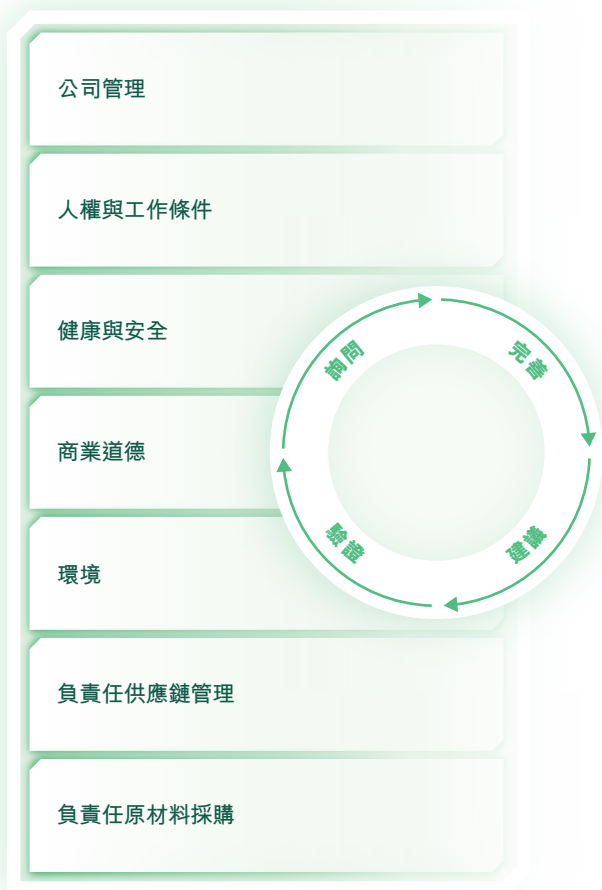 公司管理
人權與工作條件
健康與安全
商業道德
環境
負責任供應鏈管理
負責任原材料採購
詢問
完善
建議
驗證